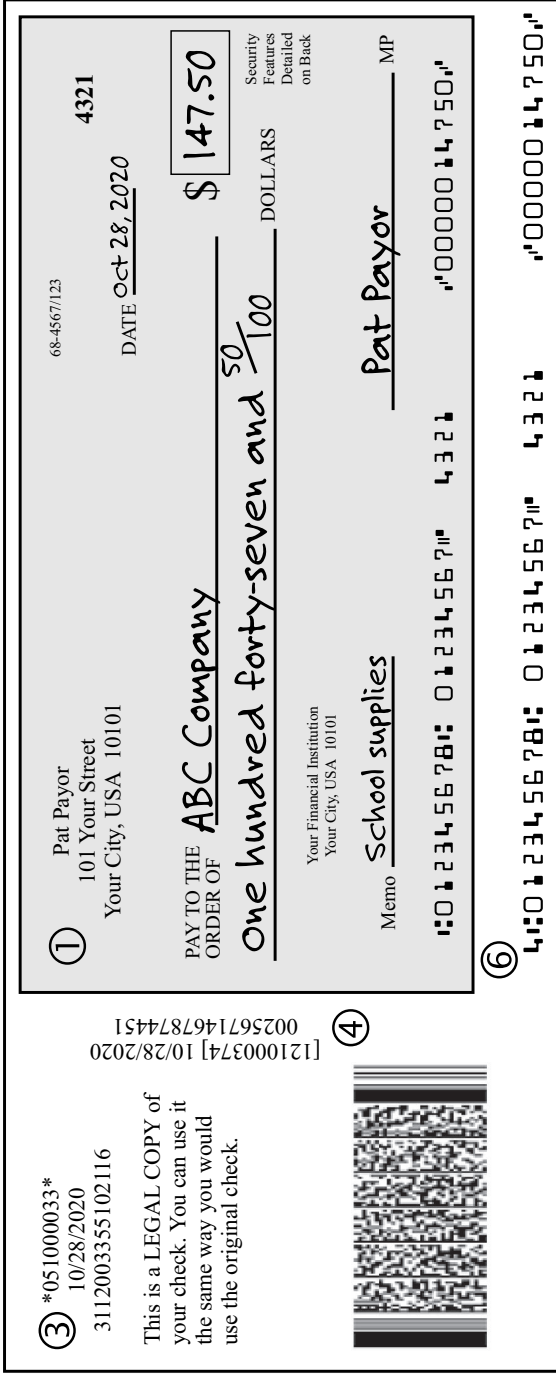 ③ *051000033*
10/28/2020
3112003355102116
This is a LEGAL COPY of
your check. You can use it
the same way you would
use the original check.
[121000374] 10/28/2020
0025671467874451
④
①
Pat Payor
101 Your Street
Your City, USA 10101
68-4567/123
4321
DATE Oct 28, 2020
PAY TO THE
ORDER OF ABC Company $ 147.50
One hundred forty-seven and 50/100 DOLLARS
Security
Features
Detailed
on Back
Your Financial Institution
Your City, USA 10101
Memo School supplies Pat Payor MP
⑆012345678⑆ 01234567⑈ 4321 ⑇0000014750⑇
⑥
4⑆012345678⑆ 01234567⑈ 4321 ⑇0000014750⑇